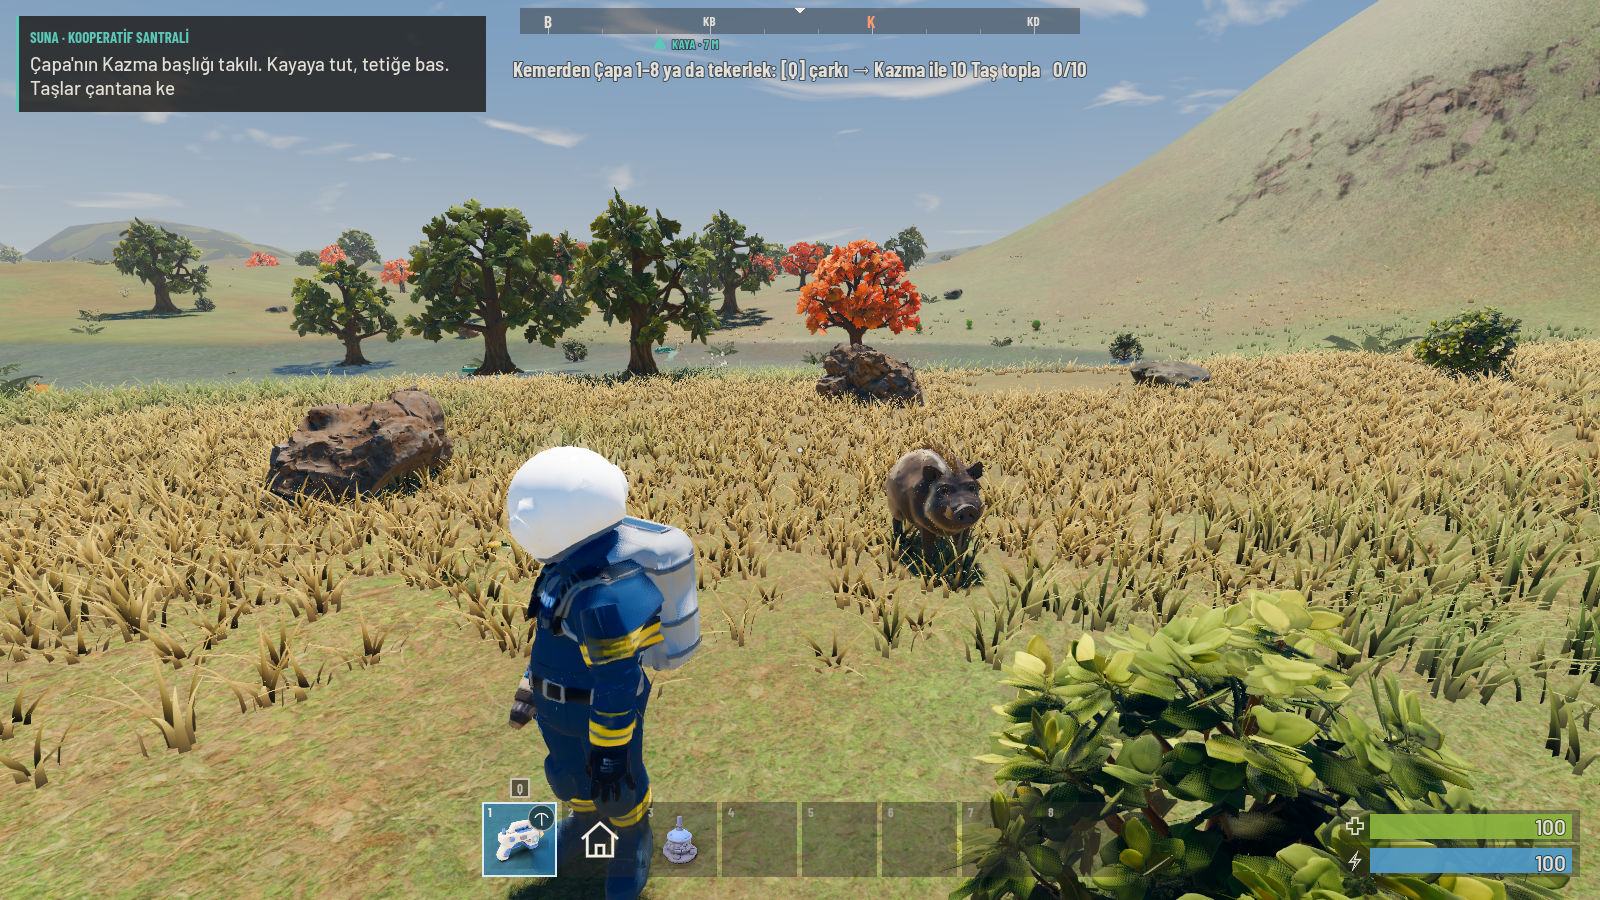 SUNA · KOOPERATİF SANTRALİ
Çapa'nın Kazma başlığı takılı. Kayaya tut, tetiğe bas.
Taşlar çantana ke
B KB K KD
KAYA · 7 M
Kemerden Çapa 1-8 ya da tekerlek: [Q] çarkı → Kazma ile 10 Taş topla 0/10
Q
1 2 3 4 5 6 7 8
100
100